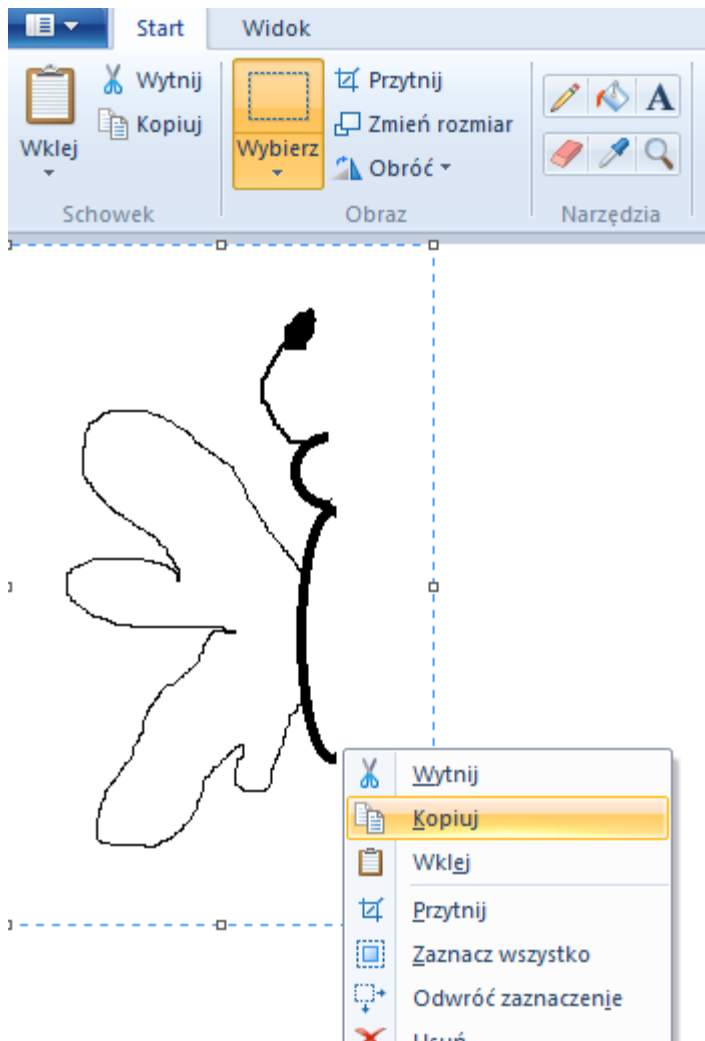 Start Widok
Wytnij
Kopiuj
Wklej
Przytnij
Zmień rozmiar
Wybierz
Obróć
A
Schowek
Obraz
Narzędzia
Wytnij
Kopiuj
Wklej
Przytnij
Zaznacz wszystko
Odwróć zaznaczenie
Usuń